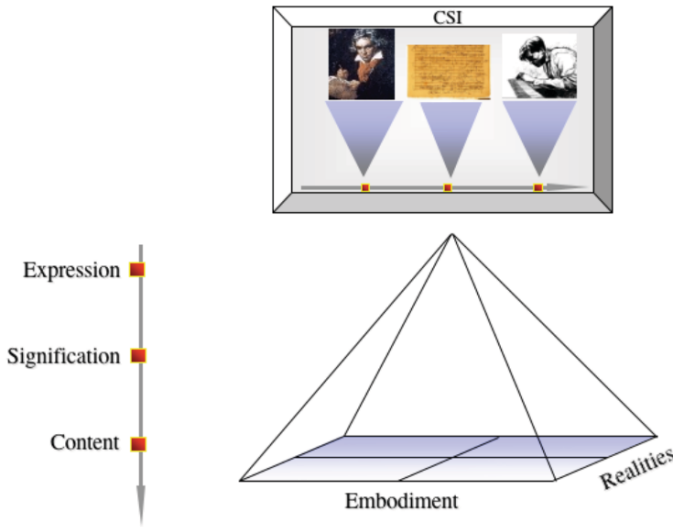 CSI
Expression
Signification
Content
Embodiment
Realities